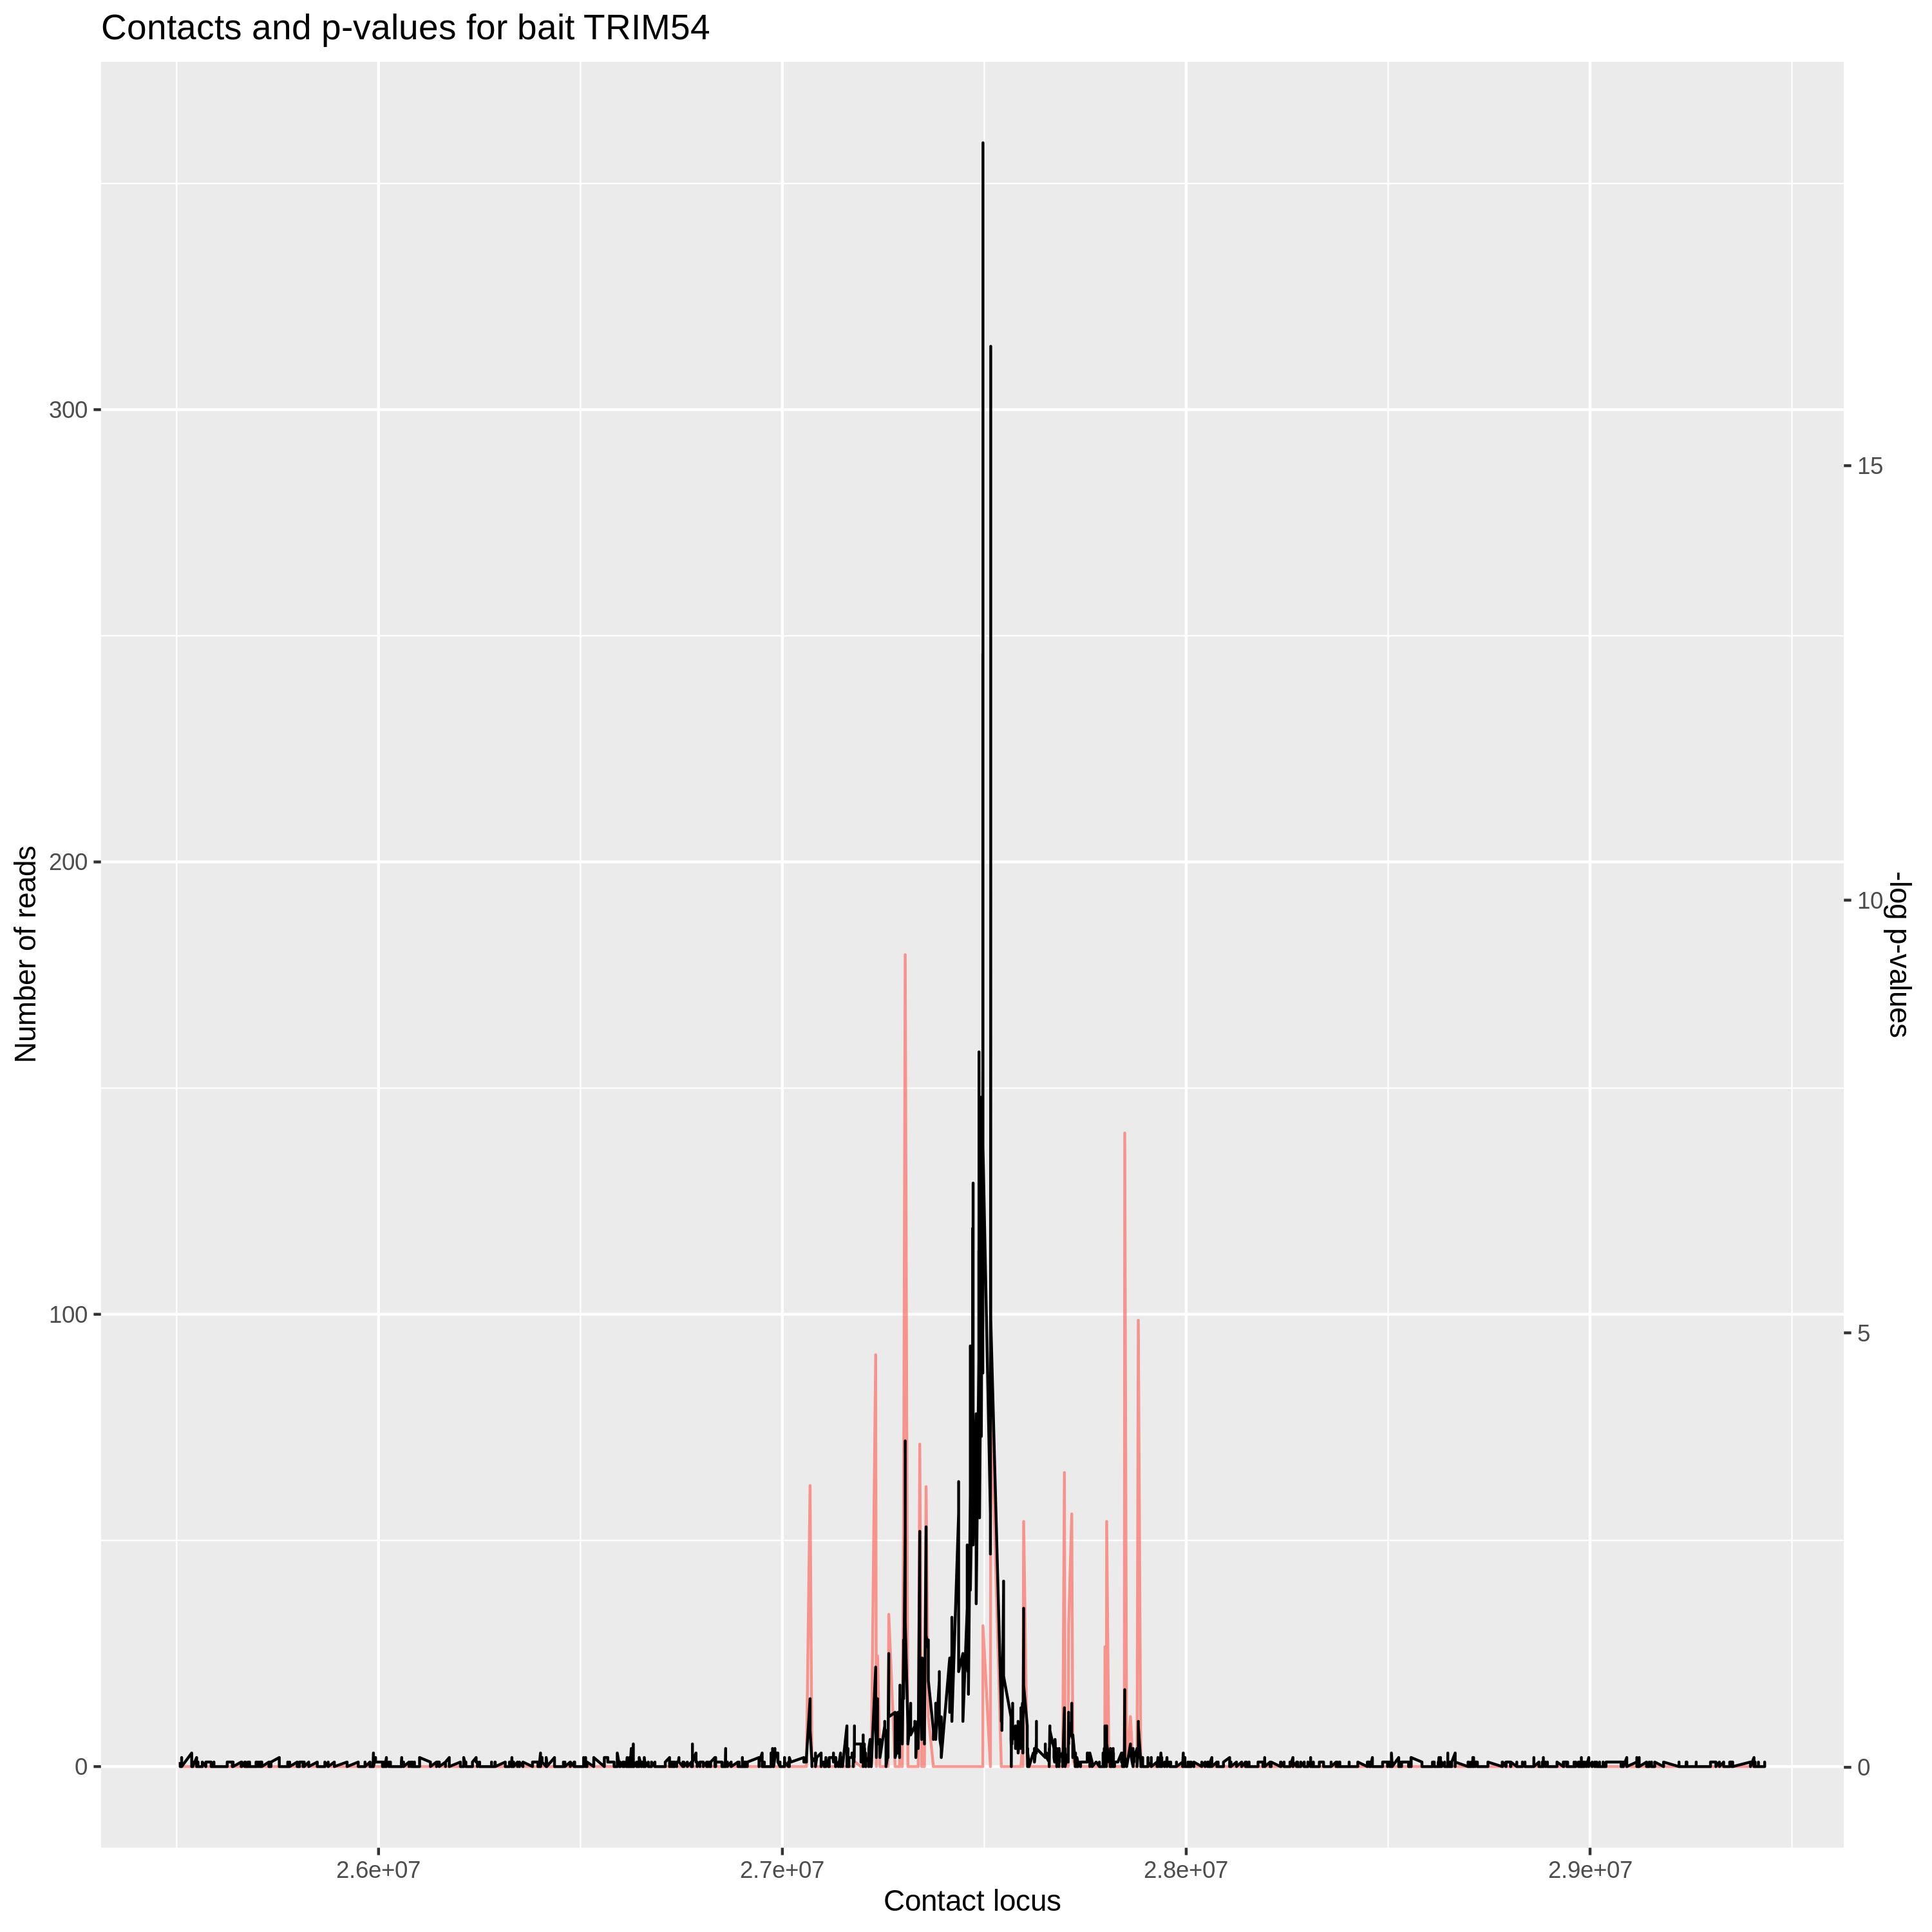 Contacts and p-values for bait TRIM54
Number of reads
300
200
100
0
15
10
5
0
-log p-values
2.6e+07 2.7e+07 2.8e+07 2.9e+07
Contact locus